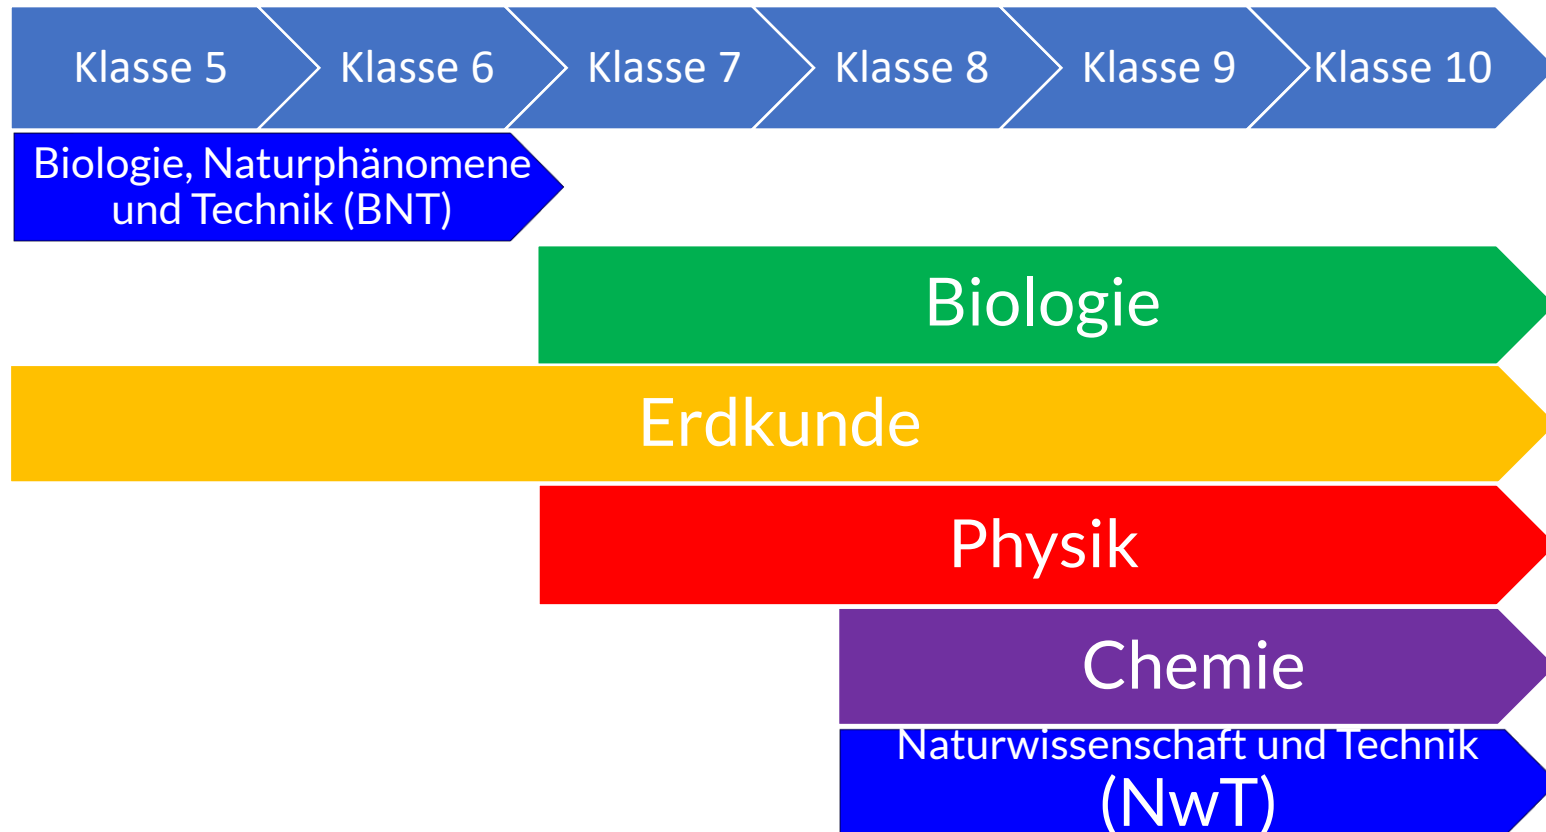 Klasse 5
Klasse 6
Klasse 7
Klasse 8
Klasse 9
Klasse 10
Biologie, Naturphänomene
und Technik (BNT)
Biologie
Erdkunde
Physik
Chemie
Naturwissenschaft und Technik
(NwT)